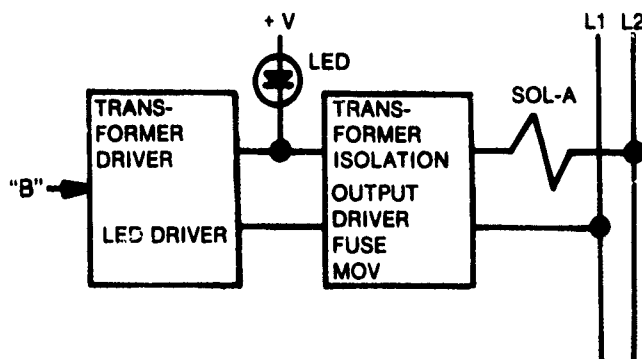 + V
L1 L2
LED
SOL-A
TRANS-
FORMER
DRIVER
"B"
LED DRIVER
TRANS-
FORMER
ISOLATION
OUTPUT
DRIVER
FUSE
MOV